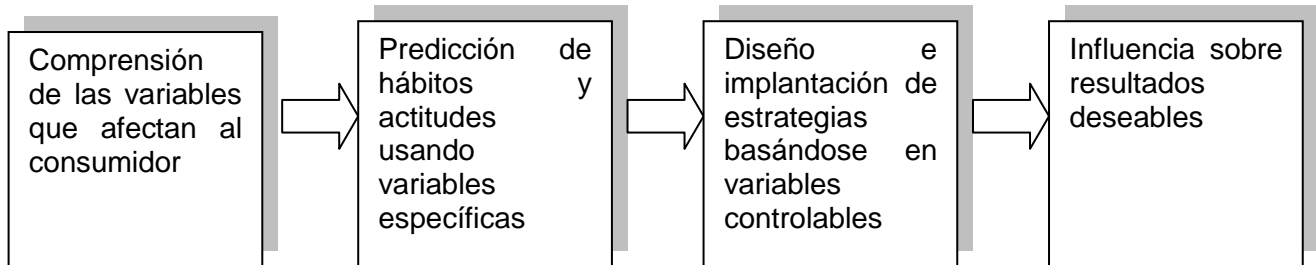 Comprensión
de las variables
que afectan al
consumidor
Predicción de
hábitos y
actitudes
usando
variables
específicas
Diseño e
implantación de
estrategias
basándose en
variables
controlables
Influencia sobre
resultados
deseables